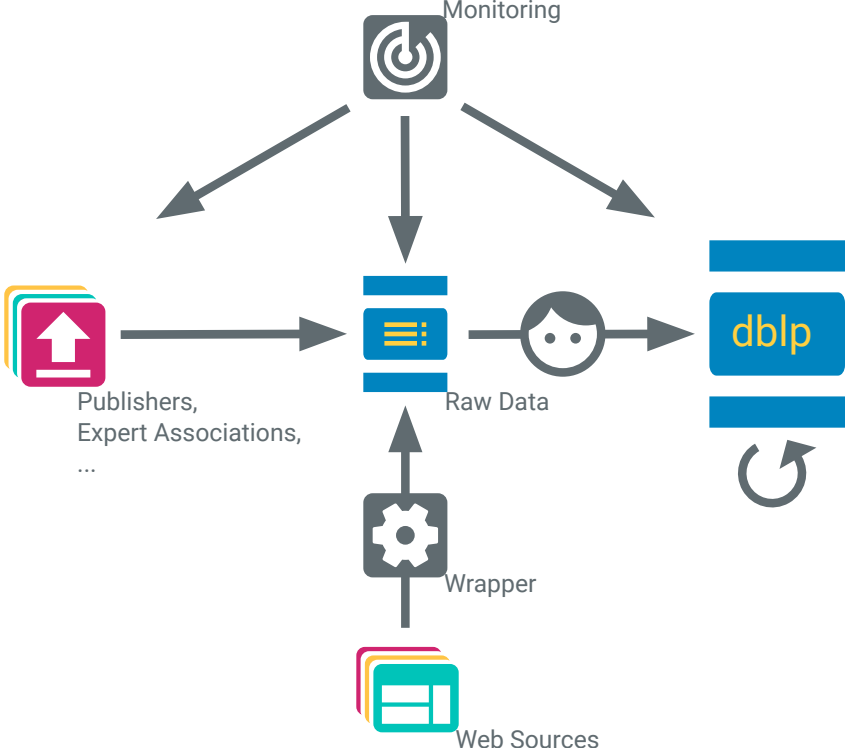 Monitoring
dblp
Publishers,
Expert Associations,
...
Raw Data
Wrapper
Web Sources